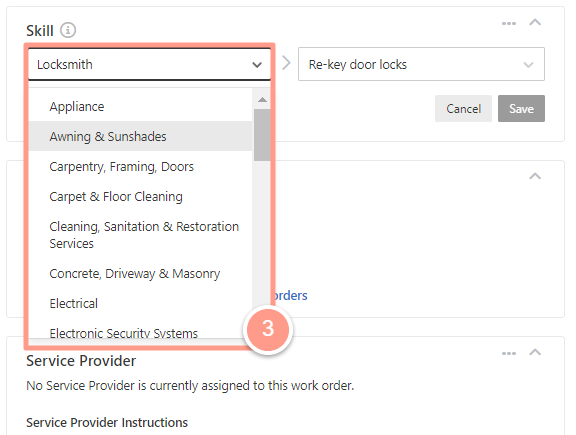 Skill
Locksmith
Re-key door locks
Appliance
Awning & Sunshades
Carpentry, Framing, Doors
Carpet & Floor Cleaning
Cleaning, Sanitation & Restoration
Services
Concrete, Driveway & Masonry
Electrical
Electronic Security Systems
Cancel
Save
orders
3
Service Provider
No Service Provider is currently assigned to this work order.
Service Provider Instructions